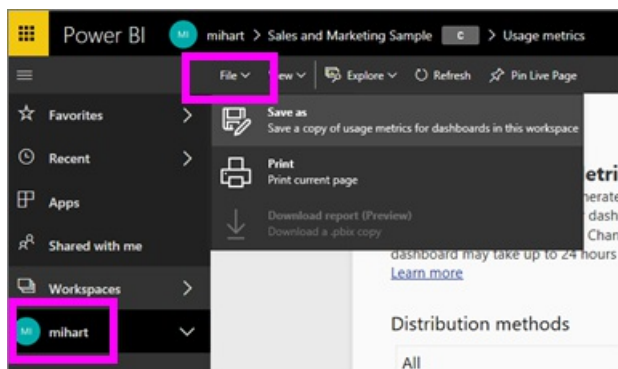 Power BI
MI
mihart > Sales and Marketing Sample C > Usage metrics
File
Explore
Refresh
Pin Live Page
Favorites
Recent
Apps
Shared with me
Workspaces
MI
mihart
Save as
Save a copy of usage metrics for dashboards in this workspace
Print
Print current page
Download report (Preview)
Download a .pbix copy
dashboard may take up to 24 hours
Learn more
Distribution methods
All